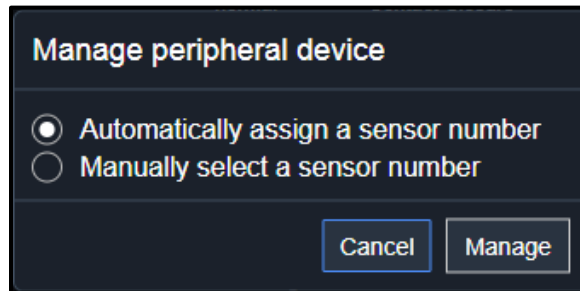 Manage peripheral device
Automatically assign a sensor number
Manually select a sensor number
Cancel Manage